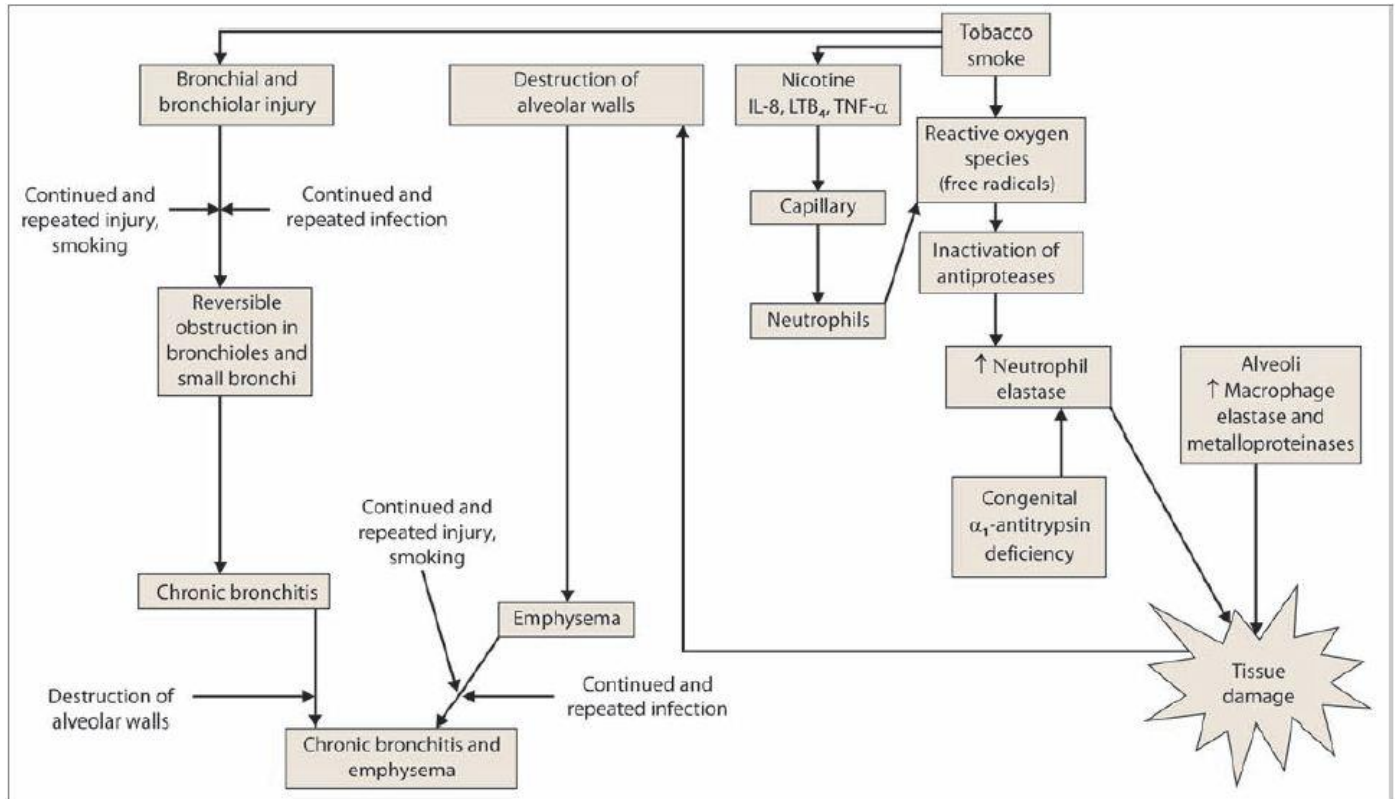 Tobacco
smoke
Bronchial and
bronchiolar injury
Destruction of
alveolar walls
Nicotine
IL-8, LTB₄, TNF-α
Reactive oxygen
species
(free radicals)
Continued and
repeated injury,
smoking
Continued and
repeated infection
Capillary
Inactivation of
antiproteases
Reversible
obstruction in
bronchioles and
small bronchi
Neutrophils
↑ Neutrophil
elastase
Alveoli
↑ Macrophage
elastase and
metalloproteinases
Congenital
α₁-antitrypsin
deficiency
Continued and
repeated injury,
smoking
Chronic bronchitis
Emphysema
Destruction of
alveolar walls
Continued and
repeated infection
Tissue
damage
Chronic bronchitis and
emphysema